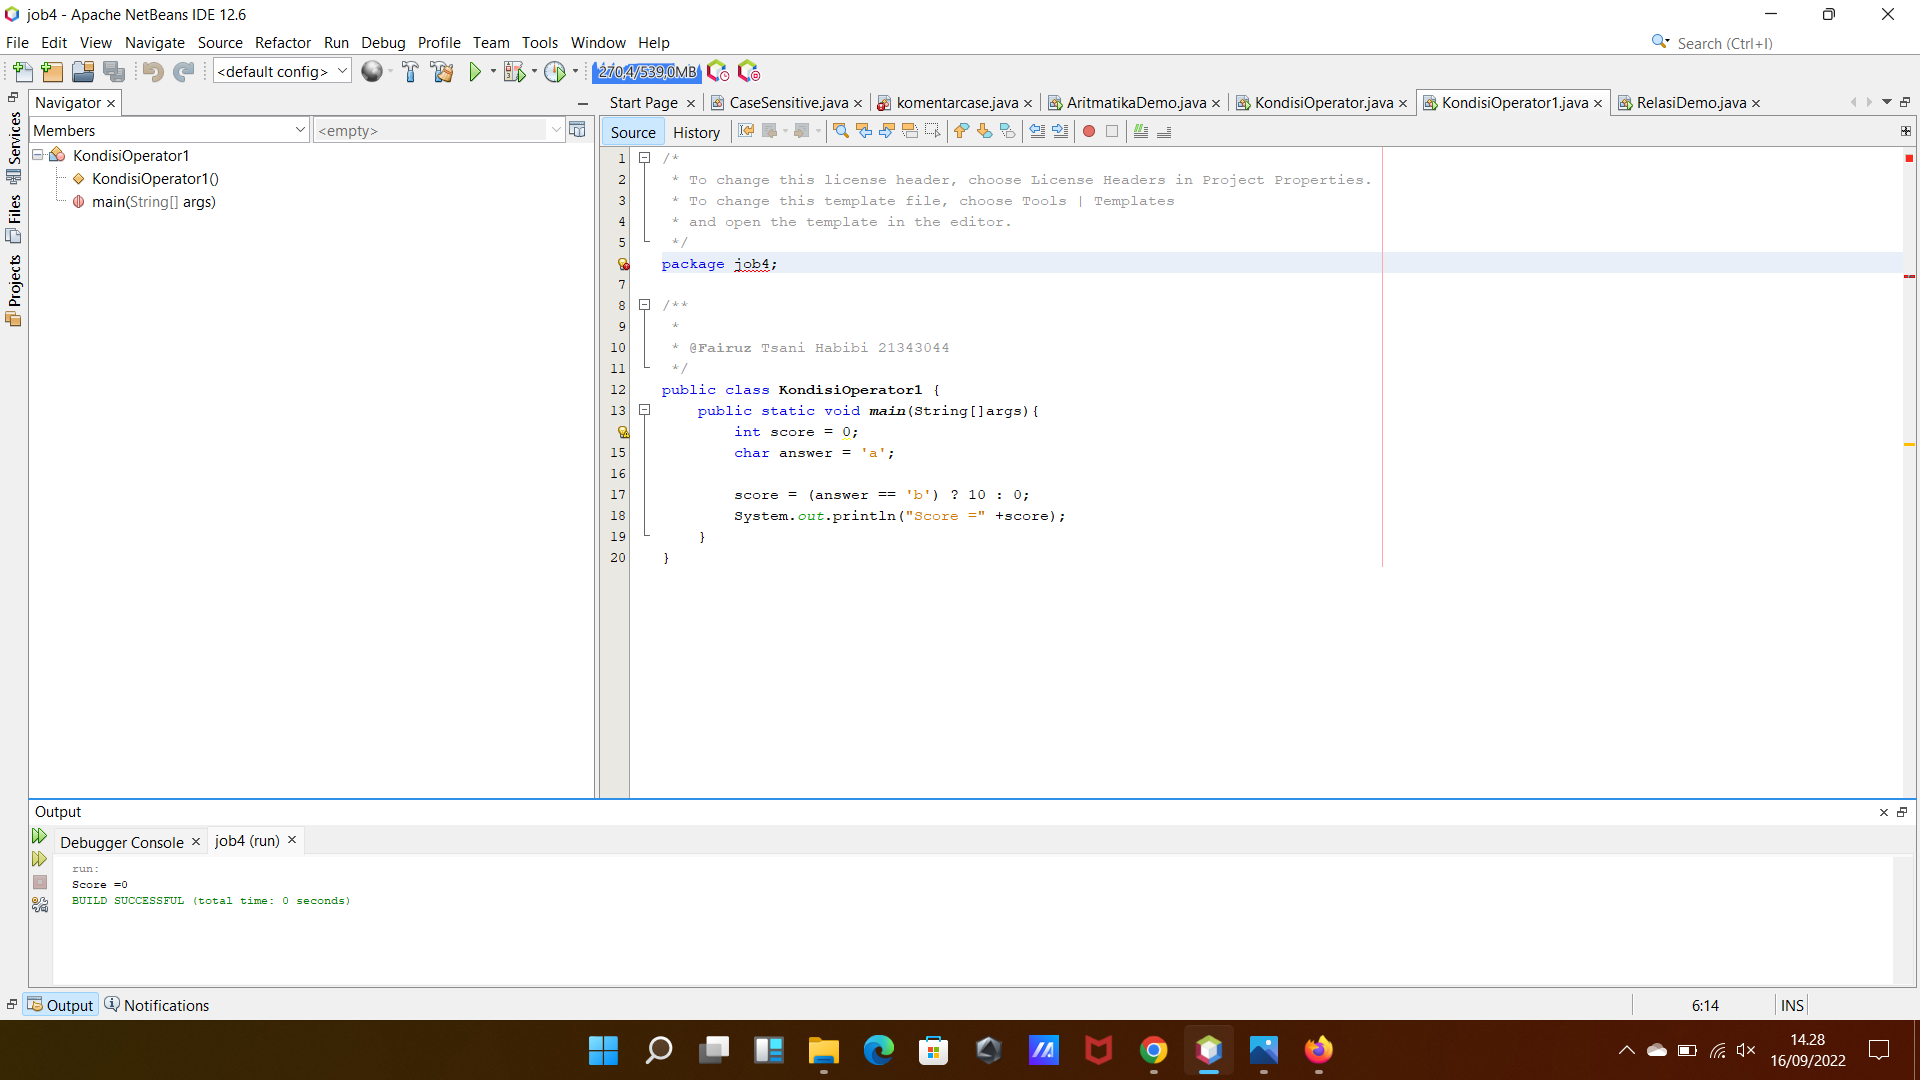 job4 - Apache NetBeans IDE 12.6
File Edit View Navigate Source Refactor Run Debug Profile Team Tools Window Help
Search (Ctrl+I)
<default config>
270,4/539,0MB
Services
Files
Projects
Navigator
Members
<empty>
KondisiOperator1
KondisiOperator1()
main(String[] args)
Start Page CaseSensitive.java komentarcase.java AritmatikaDemo.java KondisiOperator.java KondisiOperator1.java RelasiDemo.java
Source History
1 /*
2 * To change this license header, choose License Headers in Project Properties.
3 * To change this template file, choose Tools | Templates
4 * and open the template in the editor.
5 */
package job4;
7
8 /**
9 *
10 * @Fairuz Tsani Habibi 21343044
11 */
12 public class KondisiOperator1 {
13 public static void main(String[]args){
int score = 0;
15 char answer = 'a';
16
17 score = (answer == 'b') ? 10 : 0;
18 System.out.println("Score =" +score);
19 }
20 }
Output
Debugger Console job4 (run)
run:
Score =0
BUILD SUCCESSFUL (total time: 0 seconds)
Output Notifications
6:14 INS
14.28
16/09/2022